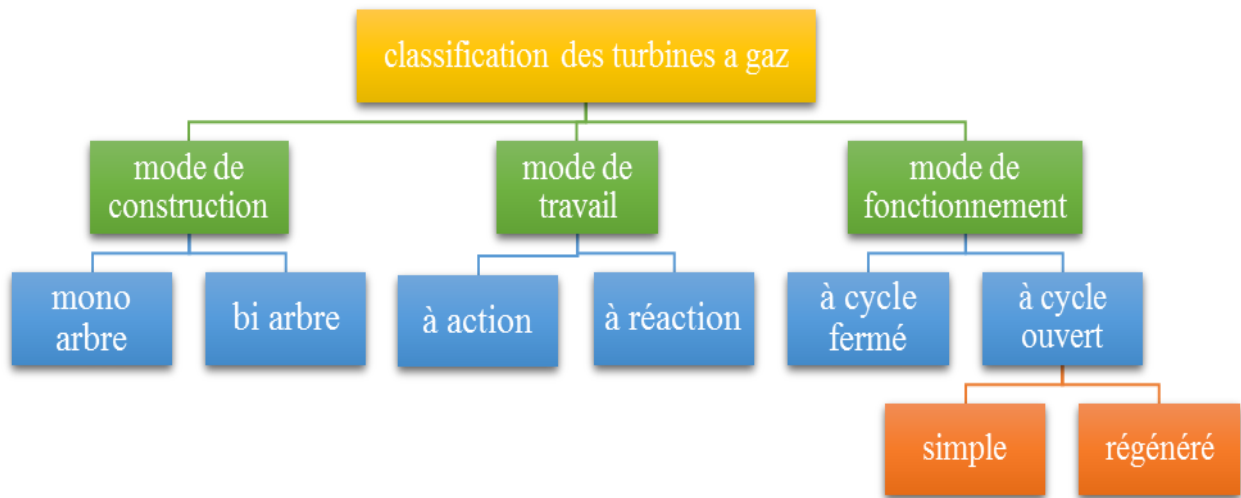 classification des turbines a gaz
mode de
construction
mode de
travail
mode de
fonctionnement
mono
arbre
bi arbre
à action
à réaction
à cycle
fermé
à cycle
ouvert
simple
régénéré